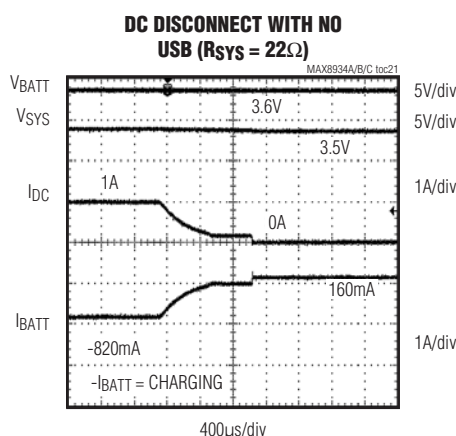 DC DISCONNECT WITH NO
USB (RSYS = 22Ω)
MAX8934A/B/C toc21
VBATT
3.6V
5V/div
VSYS
3.5V
5V/div
IDC
1A
0A
1A/div
IBATT
-820mA
160mA
1A/div
-IBATT = CHARGING
400µs/div